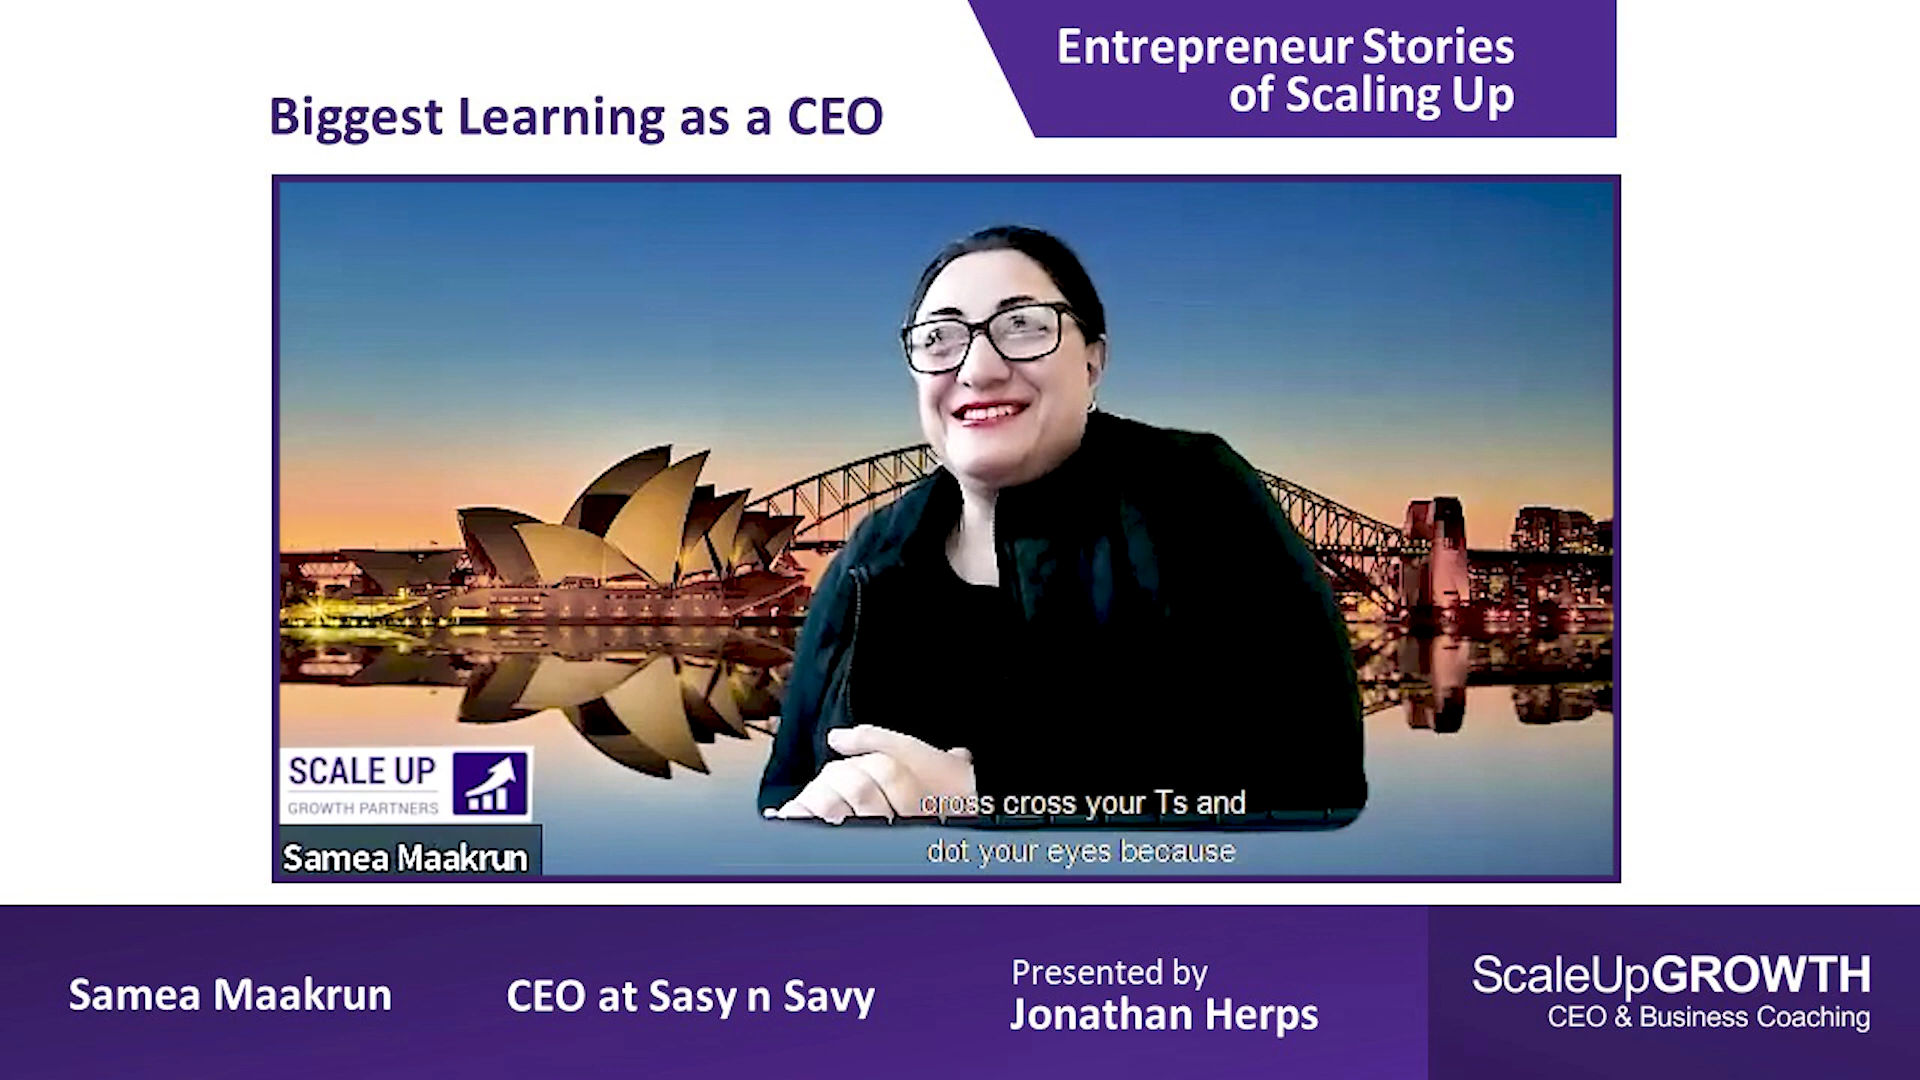 Entrepreneur Stories
of Scaling Up
Biggest Learning as a CEO
SCALE UP
GROWTH PARTNERS
Samea Maakrun
cross cross your Ts and
dot your eyes because
Samea Maakrun
CEO at Sasy n Savy
Presented by
Jonathan Herps
ScaleUpGROWTH
CEO & Business Coaching